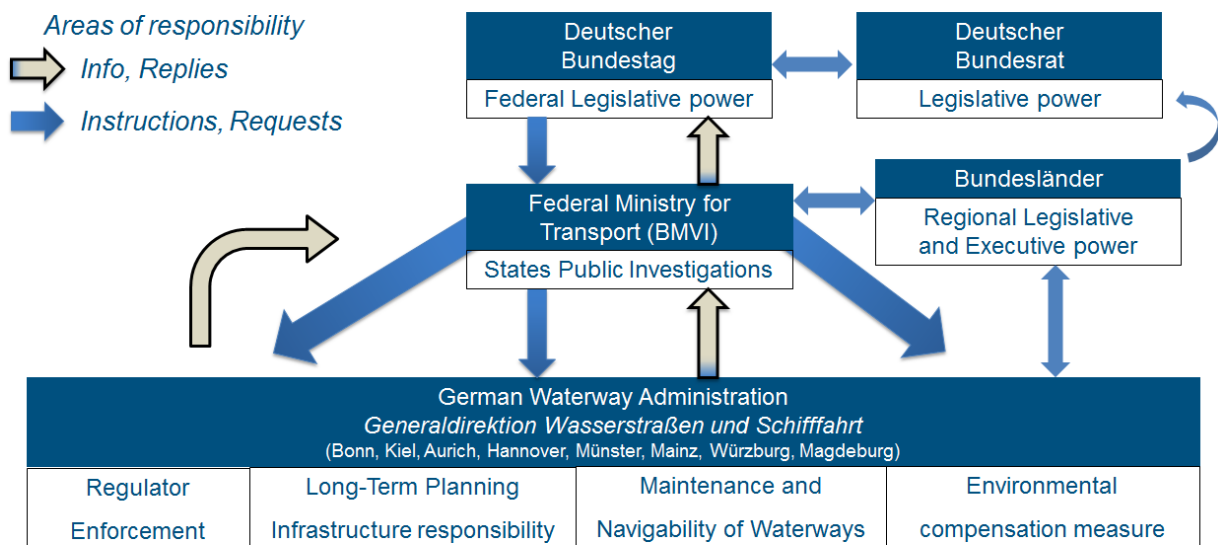 Areas of responsibility
Info, Replies
Instructions, Requests
Deutscher
Bundestag
Federal Legislative power
Deutscher
Bundesrat
Legislative power
Bundesländer
Regional Legislative
and Executive power
Federal Ministry for
Transport (BMVI)
States Public Investigations
German Waterway Administration
Generaldirektion Wasserstraßen und Schifffahrt
(Bonn, Kiel, Aurich, Hannover, Münster, Mainz, Würzburg, Magdeburg)
Regulator
Enforcement
Long-Term Planning
Infrastructure responsibility
Maintenance and
Navigability of Waterways
Environmental
compensation measure